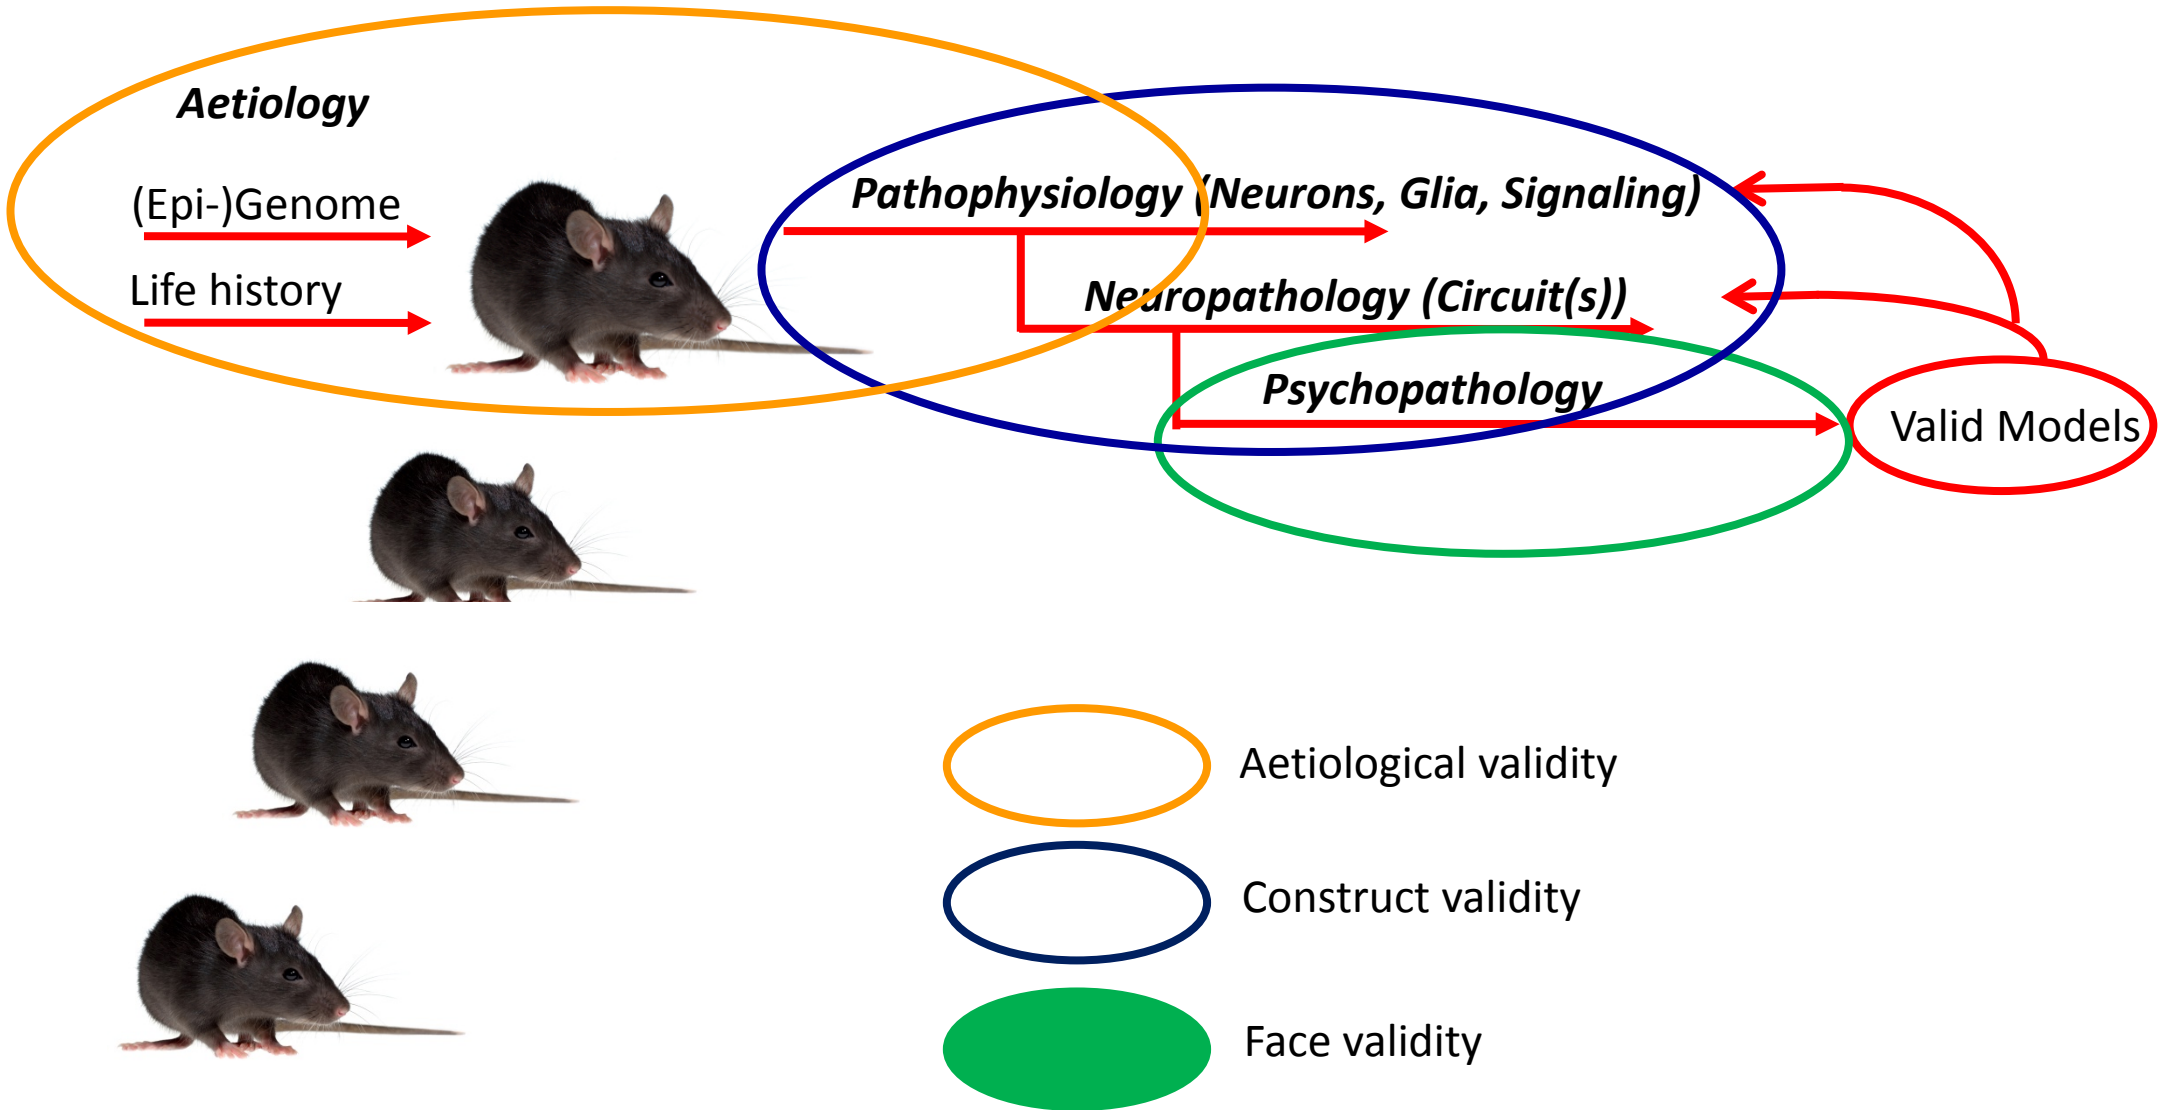 Aetiology
(Epi-)Genome
Life history
Pathophysiology (Neurons, Glia, Signaling)
Neuropathology (Circuit(s))
Psychopathology
Valid Models
Aetiological validity
Construct validity
Face validity